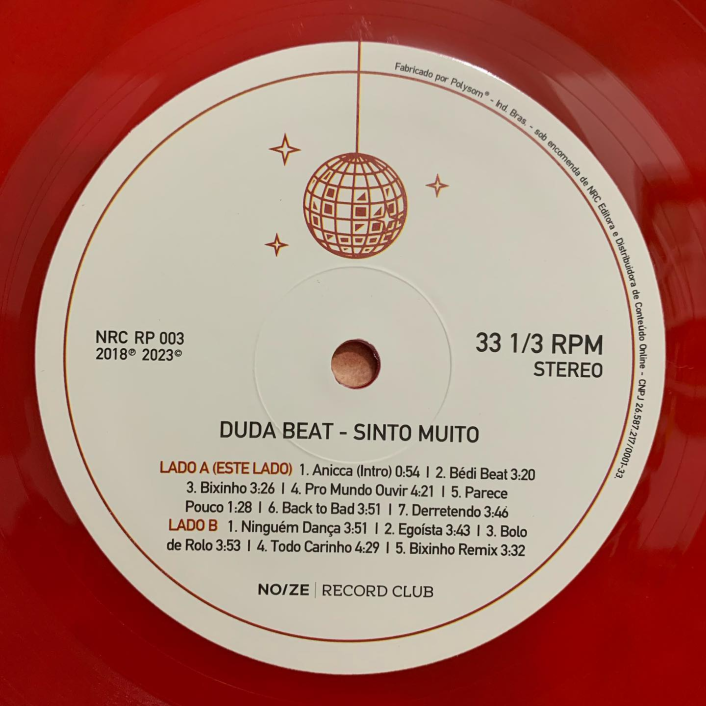 Fabricado por Polysom® - Ind. Bras. - sob encomenda de NRC Editora e Distribuidora de Conteúdo Online - CNPJ 26.587.217/0001-33.
NRC RP 003
2018℗ 2023©
33 1/3 RPM
STEREO
DUDA BEAT - SINTO MUITO
LADO A (ESTE LADO) 1. Anicca (Intro) 0:54 | 2. Bédi Beat 3:20
3. Bixinho 3:26 | 4. Pro Mundo Ouvir 4:21 | 5. Parece
Pouco 1:28 | 6. Back to Bad 3:51 | 7. Derretendo 3:46
LADO B 1. Ninguém Dança 3:51 | 2. Egoísta 3:43 | 3. Bolo
de Rolo 3:53 | 4. Todo Carinho 4:29 | 5. Bixinho Remix 3:32
NOIZE | RECORD CLUB